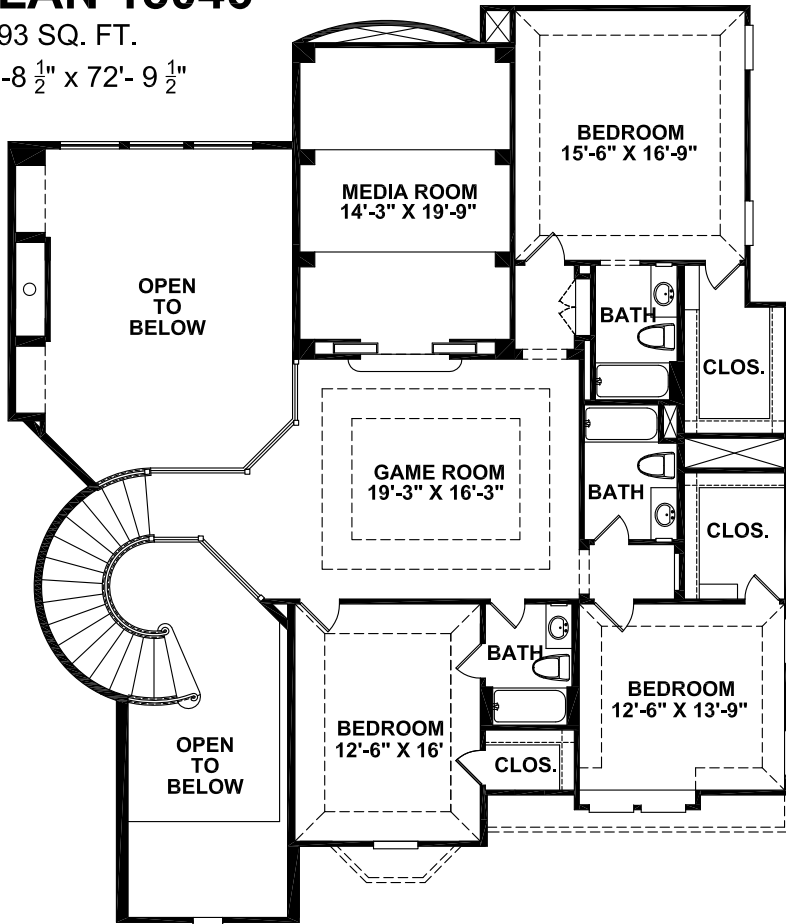 93 SQ. FT.
-8 1/2" x 72'- 9 1/2"
BEDROOM
15'-6" X 16'-9"
MEDIA ROOM
14'-3" X 19'-9"
OPEN
TO
BELOW
BATH
CLOS.
GAME ROOM
19'-3" X 16'-3"
BATH
CLOS.
BATH
BEDROOM
12'-6" X 13'-9"
BEDROOM
12'-6" X 16'
OPEN
TO
BELOW
CLOS.